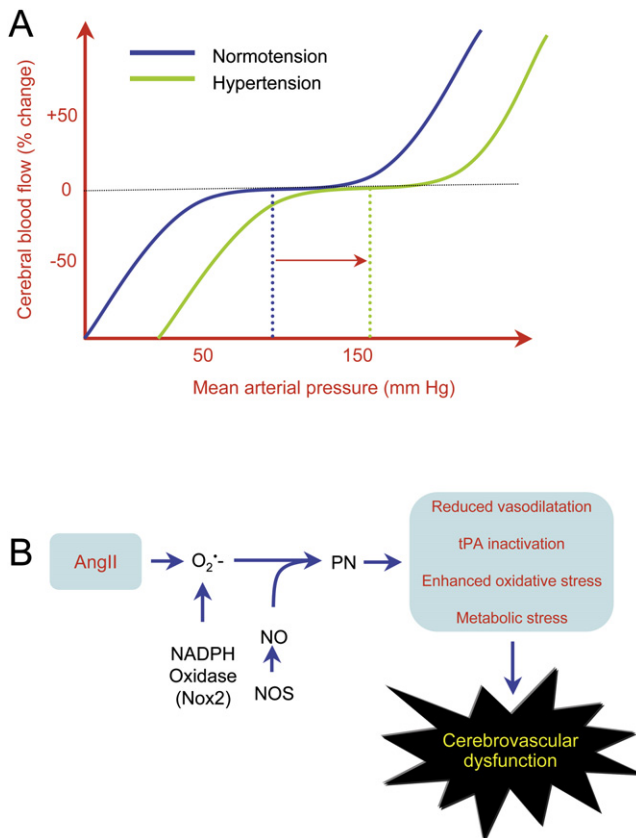 A
Normotension
Hypertension
Cerebral blood flow (% change)
+50
0
-50
50
150
Mean arterial pressure (mm Hg)
B
AngII
O₂•-
PN
NADPH
Oxidase
(Nox2)
NO
NOS
Reduced vasodilatation
tPA inactivation
Enhanced oxidative stress
Metabolic stress
Cerebrovascular
dysfunction